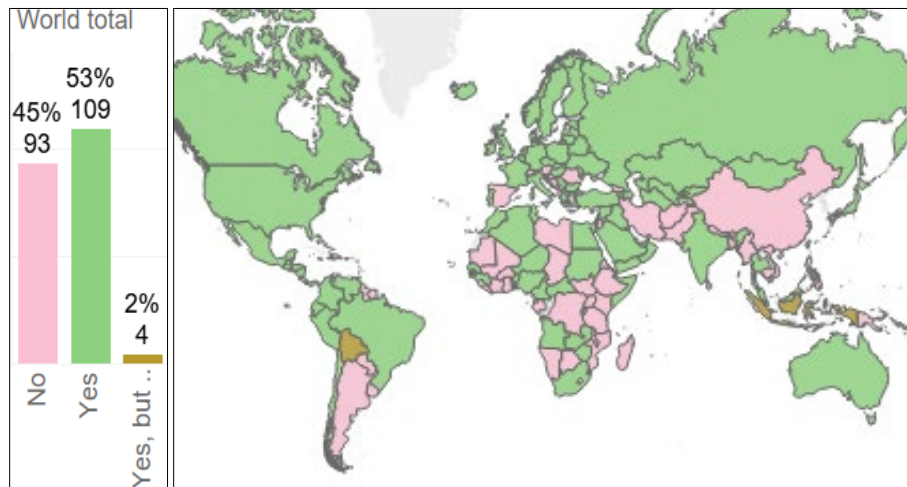 World total
53%
109
45%
93
2%
4
No
Yes
Yes, but ..